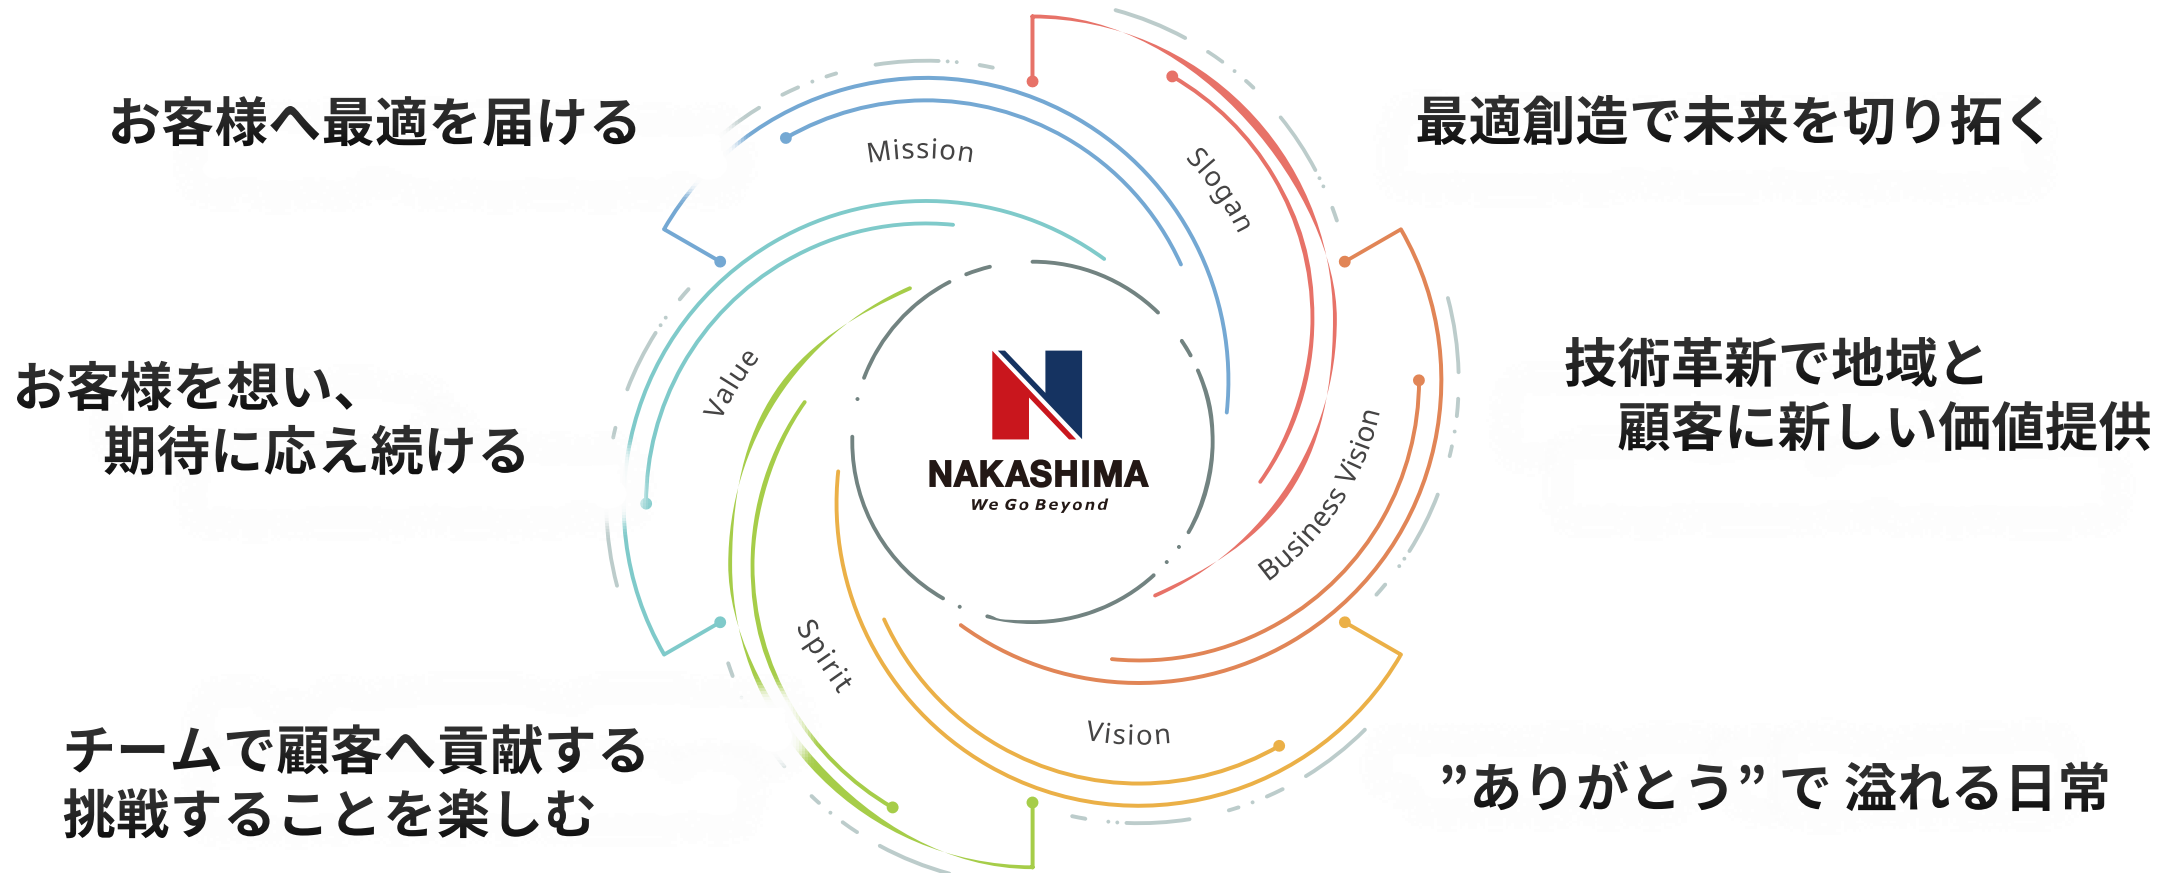 お客様へ最適を届ける
Mission
Slogan
最適創造で未来を切り拓く
お客様を想い、
期待に応え続ける
Value
NAKASHIMA
We Go Beyond
Business Vision
技術革新で地域と
顧客に新しい価値提供
チームで顧客へ貢献する
挑戦することを楽しむ
Spirit
Vision
”ありがとう” で 溢れる日常